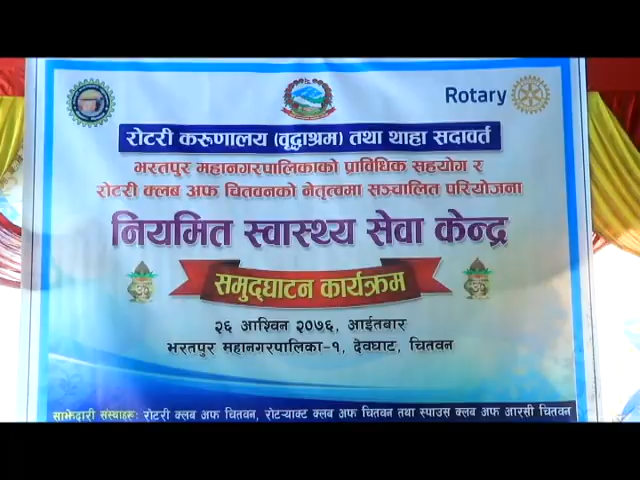 Rotary
रोटरी करुणालय (वृद्धाश्रम) तथा थाहा सदावर्त
भरतपुर महानगरपालिकाको प्राविधिक सहयोग र
रोटरी क्लब अफ चितवनको नेतृत्वमा सञ्चालित परियोजना
नियमित स्वास्थ्य सेवा केन्द्र
समुद्घाटन कार्यक्रम
२६ आश्विन २०७६, आईतबार
भरतपुर महानगरपालिका-१, देवघाट, चितवन
साझेदारी संस्थाहरू: रोटरी क्लब अफ चितवन, रोटर्‍याक्ट क्लब अफ चितवन तथा स्पाउस क्लब अफ आरसी चितवन